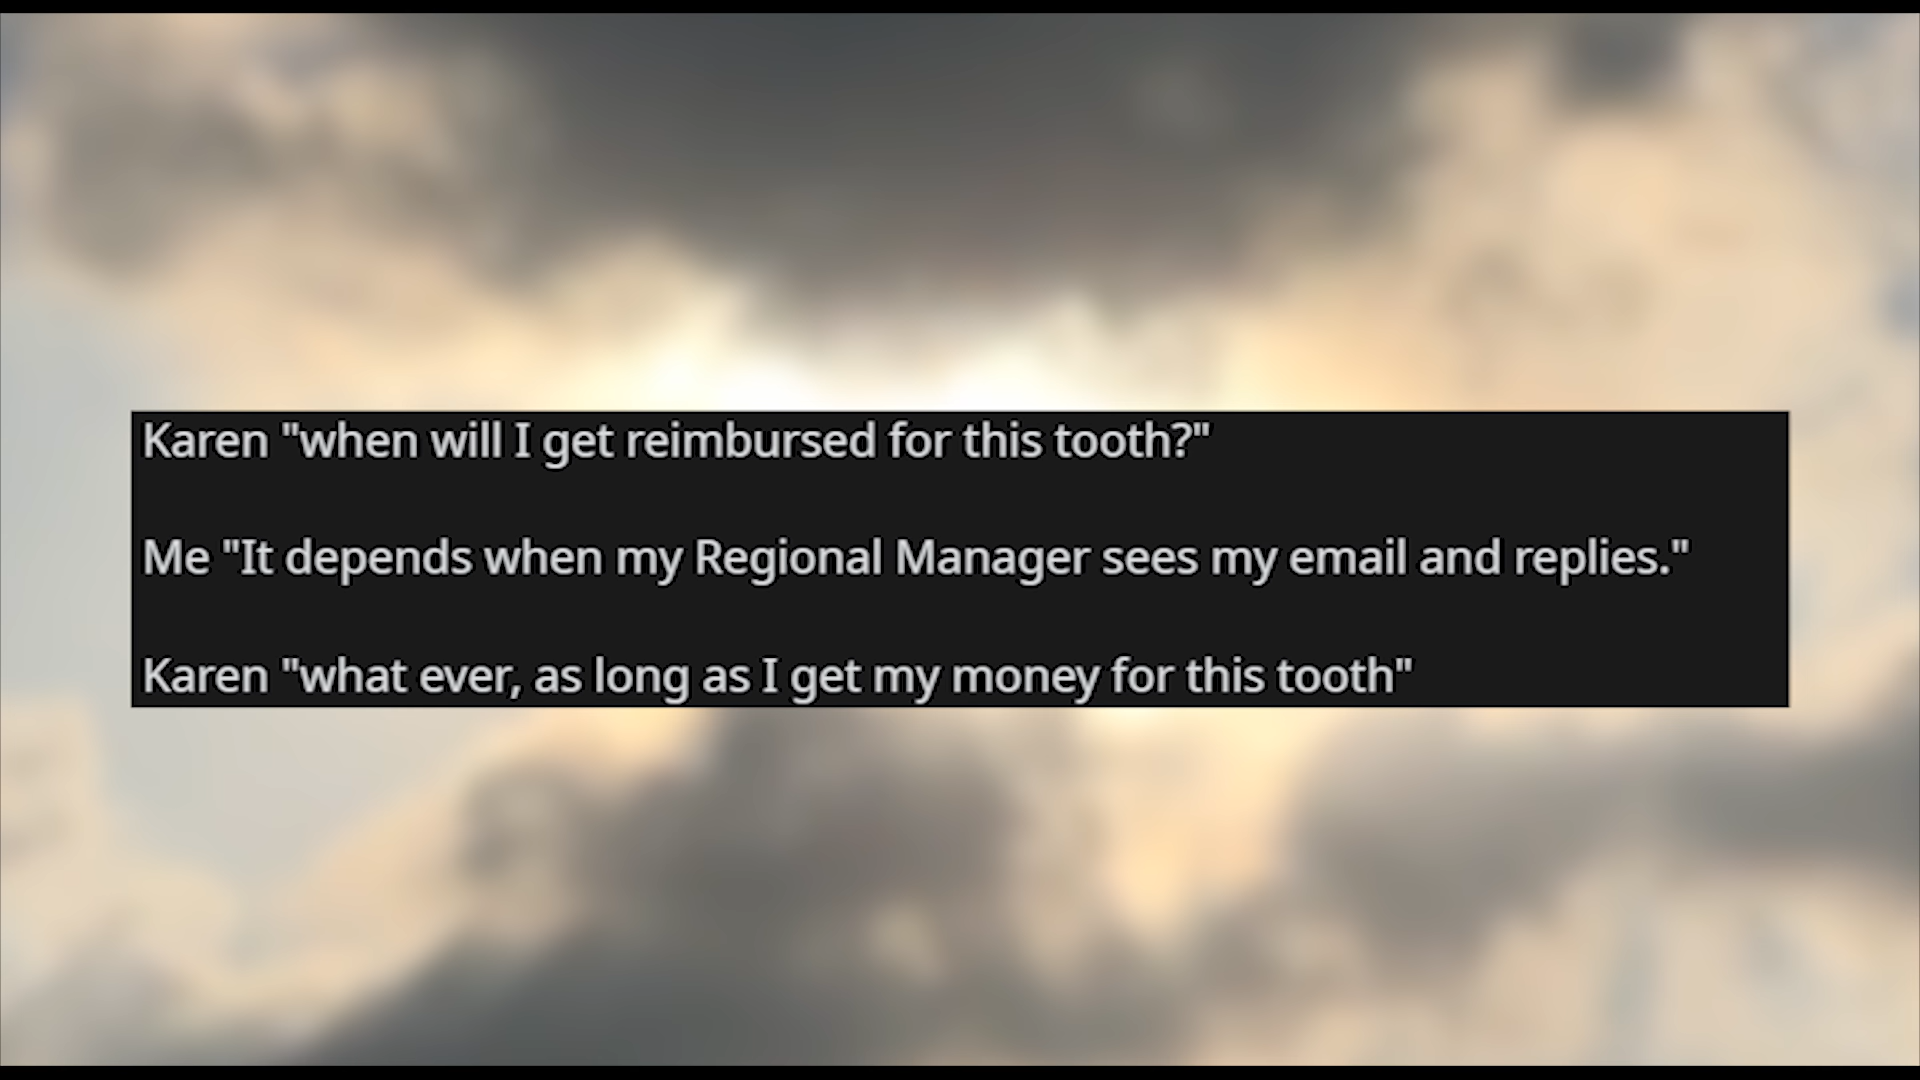 Karen "when will I get reimbursed for this tooth?"
Me "It depends when my Regional Manager sees my email and replies."
Karen "what ever, as long as I get my money for this tooth"